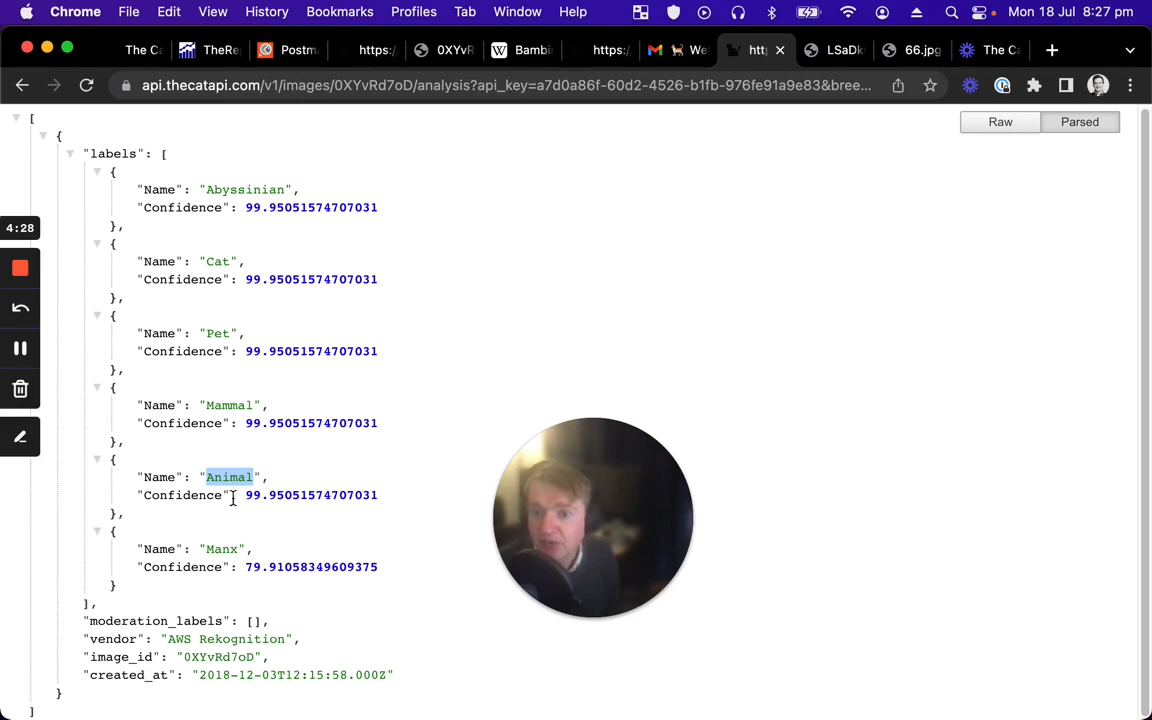 Chrome File Edit View History Bookmarks Profiles Tab Window Help Mon 18 Jul 8:27 pm
The Ca TheRe Postm https:/ 0XYvR Bambi https:/ We htt LSaDk 66.jpg The C
api.thecatapi.com/v1/images/0XYvRd7oD/analysis?api_key=a7d0a86f-60d2-4526-b1fb-976fe91a9e83&bree...
Raw Parsed
[
{
"labels": [
{
"Name": "Abyssinian",
"Confidence": 99.95051574707031
},
{
"Name": "Cat",
"Confidence": 99.95051574707031
},
{
"Name": "Pet",
"Confidence": 99.95051574707031
},
{
"Name": "Mammal",
"Confidence": 99.95051574707031
},
{
"Name": "Animal",
"Confidence": 99.95051574707031
},
{
"Name": "Manx",
"Confidence": 79.91058349609375
}
],
"moderation_labels": [],
"vendor": "AWS Rekognition",
"image_id": "0XYvRd7oD",
"created_at": "2018-12-03T12:15:58.000Z"
}
]
4:28